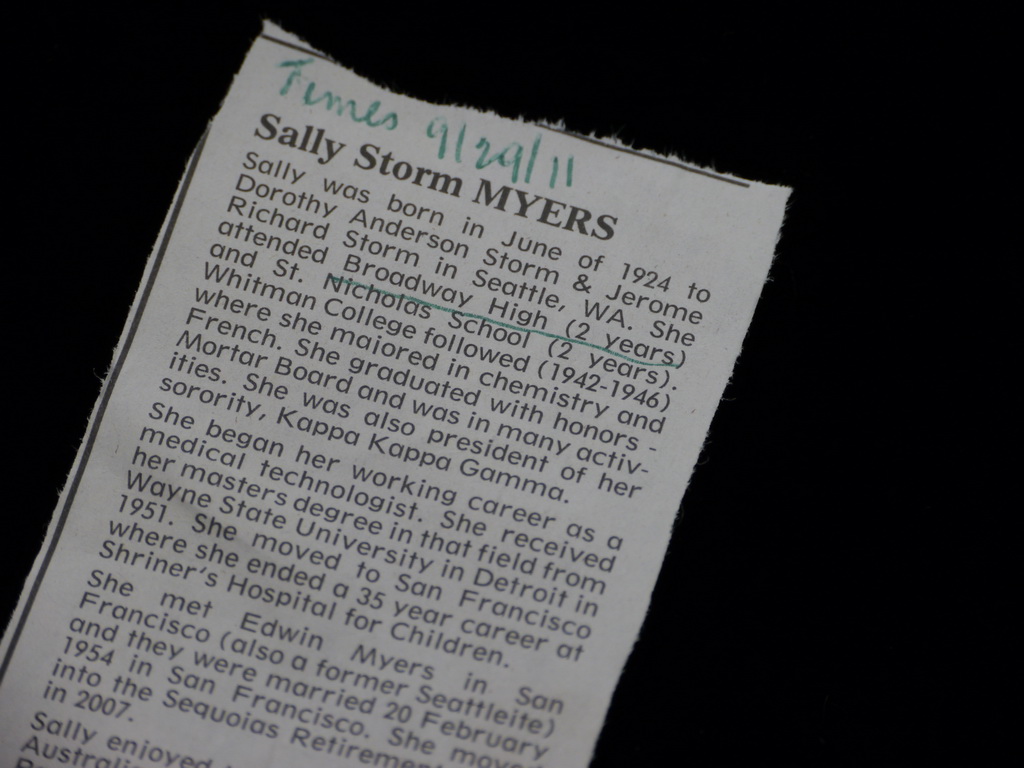 Times 9/29/11
Sally Storm MYERS
Sally was born in June of 1924 to
Dorothy Anderson Storm & Jerome
Richard Storm in Seattle, WA. She
attended Broadway High (2 years)
and St. Nicholas School (2 years).
Whitman College followed (1942-1946)
where she maiored in chemistry and
French. She graduated with honors -
Mortar Board and was in many activ-
ities. She was also president of her
sorority, Kappa Kappa Gamma.
She began her working career as a
medical technologist. She received
her masters degree in that field from
Wayne State University in Detroit in
1951. She moved to San Francisco
where she ended a 35 year career at
Shriner's Hospital for Children.
She met Edwin Myers in San
Francisco (also a former Seattleite)
and they were married 20 February
1954 in San Francisco. She moved
into the Sequoias Retirement
in 2007.
Sally enjoyed